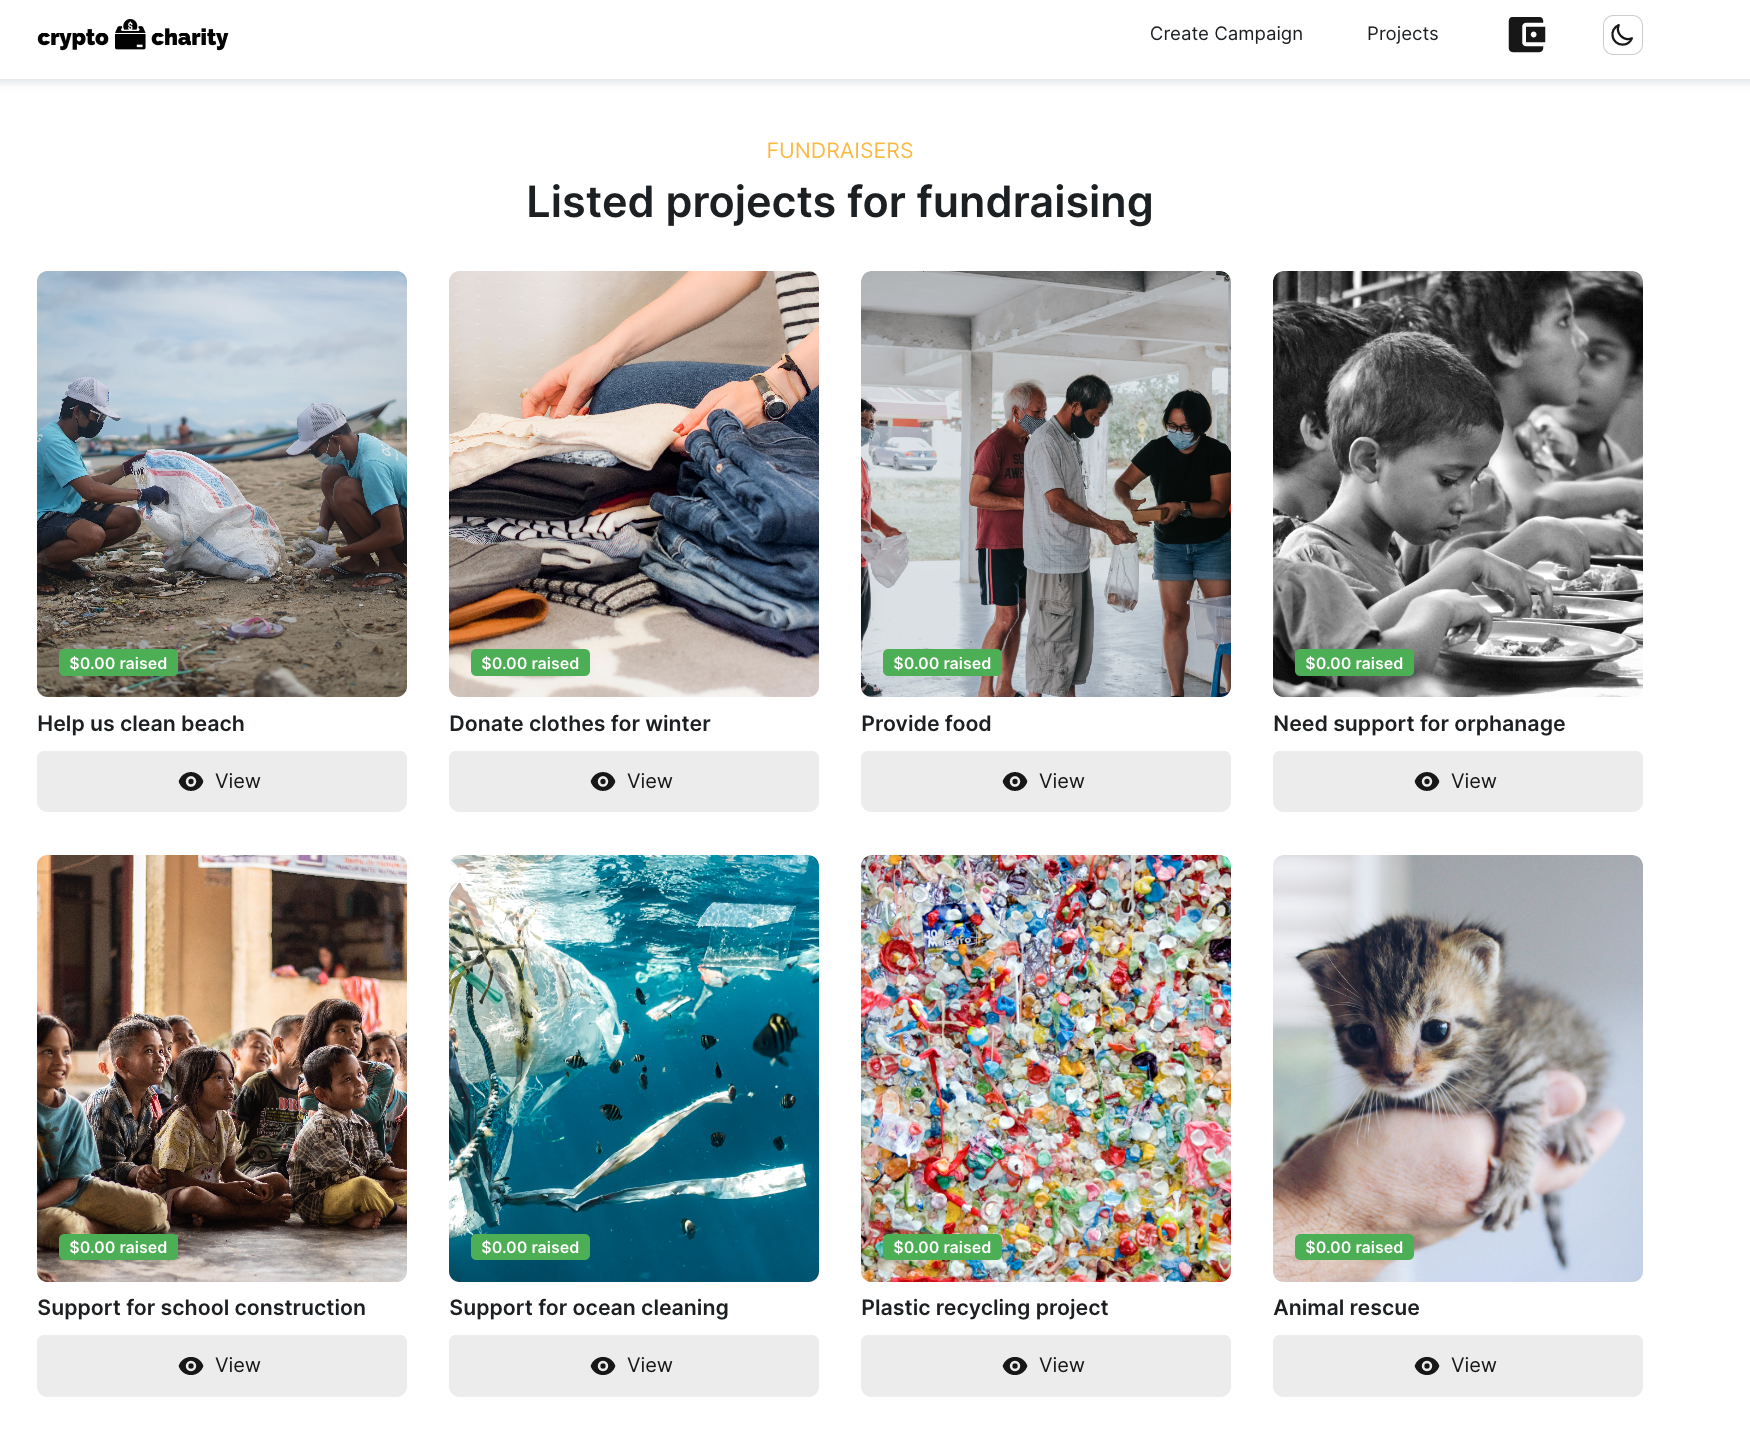 crypto charity
Create Campaign
Projects
FUNDRAISERS
Listed projects for fundraising
$0.00 raised
$0.00 raised
$0.00 raised
$0.00 raised
Help us clean beach
Donate clothes for winter
Provide food
Need support for orphanage
View
View
View
View
$0.00 raised
$0.00 raised
$0.00 raised
$0.00 raised
Support for school construction
Support for ocean cleaning
Plastic recycling project
Animal rescue
View
View
View
View